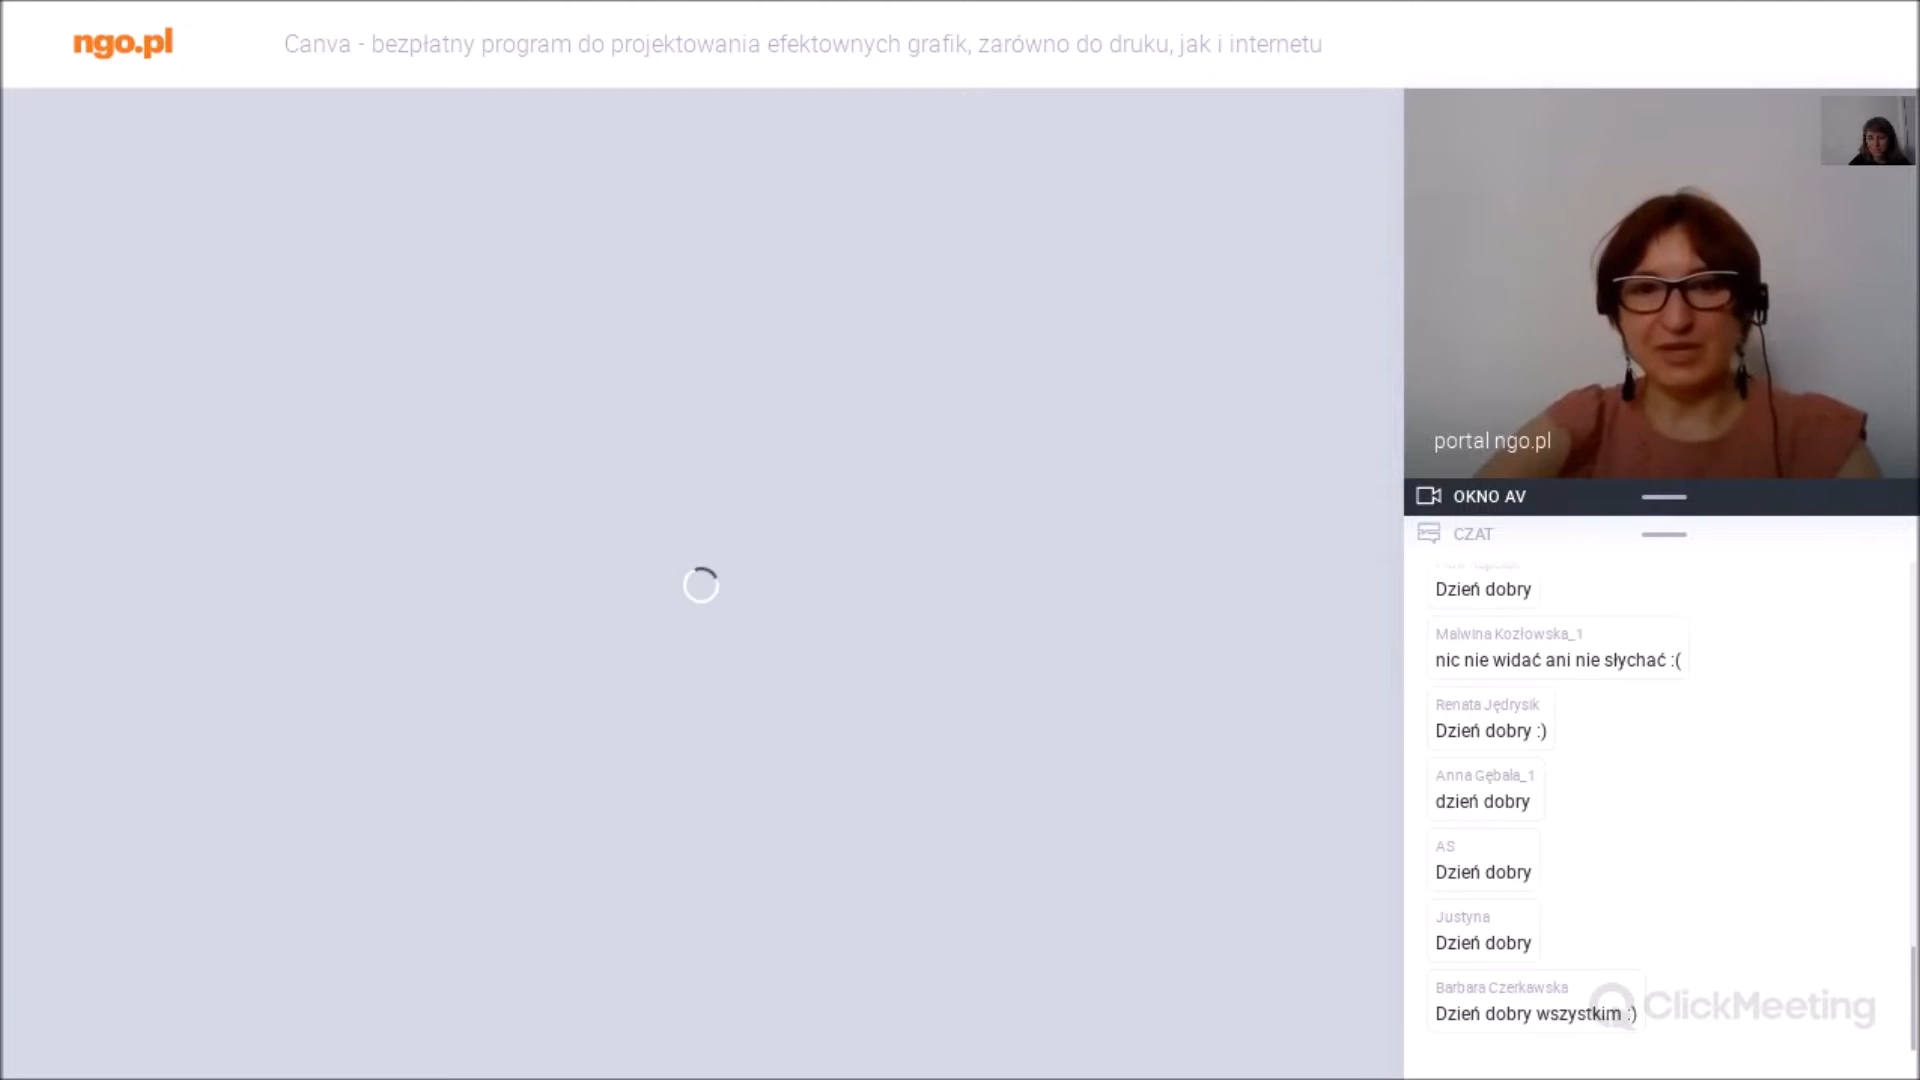 ngo.pl
Canva - bezpłatny program do projektowania efektownych grafik, zarówno do druku, jak i internetu
portal ngo.pl
OKNO AV
CZAT
Dzień dobry
Malwina Kozłowska_1
nic nie widać ani nie słychać :(
Renata Jędrysik
Dzień dobry :)
Anna Gębala_1
dzień dobry
AS
Dzień dobry
Justyna
Dzień dobry
Barbara Czerkawska
Dzień dobry wszystkim :)
ClickMeeting